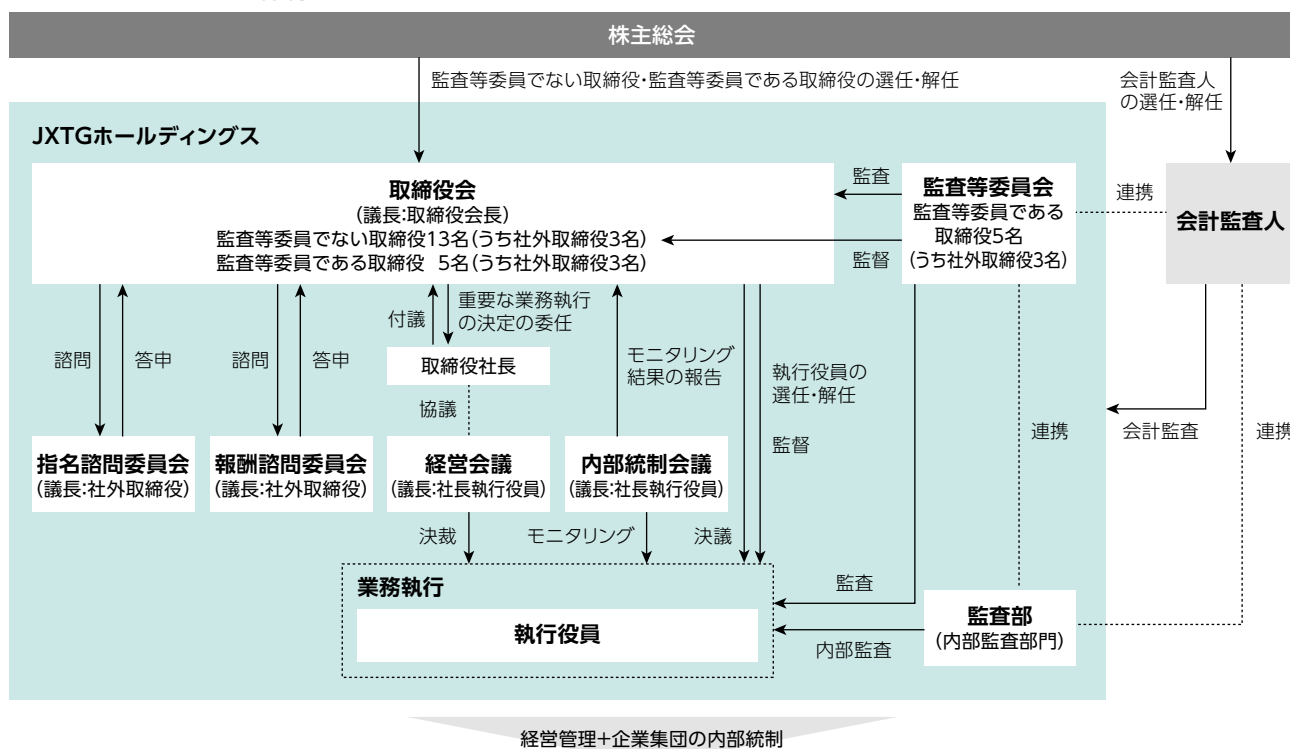 株主総会
監査等委員でない取締役・監査等委員である取締役の選任・解任
会計監査人
の選任・解任
JXTGホールディングス
取締役会
(議長:取締役会長)
監査等委員でない取締役13名(うち社外取締役3名)
監査等委員である取締役 5名(うち社外取締役3名)
監査
監督
監査等委員会
監査等委員である
取締役5名
(うち社外取締役3名)
連携
会計監査人
諮問
答申
諮問
答申
付議
重要な業務執行
の決定の委任
取締役社長
協議
モニタリング
結果の報告
執行役員の
選任・解任
監督
連携
会計監査
連携
指名諮問委員会
(議長:社外取締役)
報酬諮問委員会
(議長:社外取締役)
経営会議
(議長:社長執行役員)
内部統制会議
(議長:社長執行役員)
決裁
モニタリング
決議
業務執行
執行役員
監査
内部監査
監査部
(内部監査部門)
経営管理+企業集団の内部統制